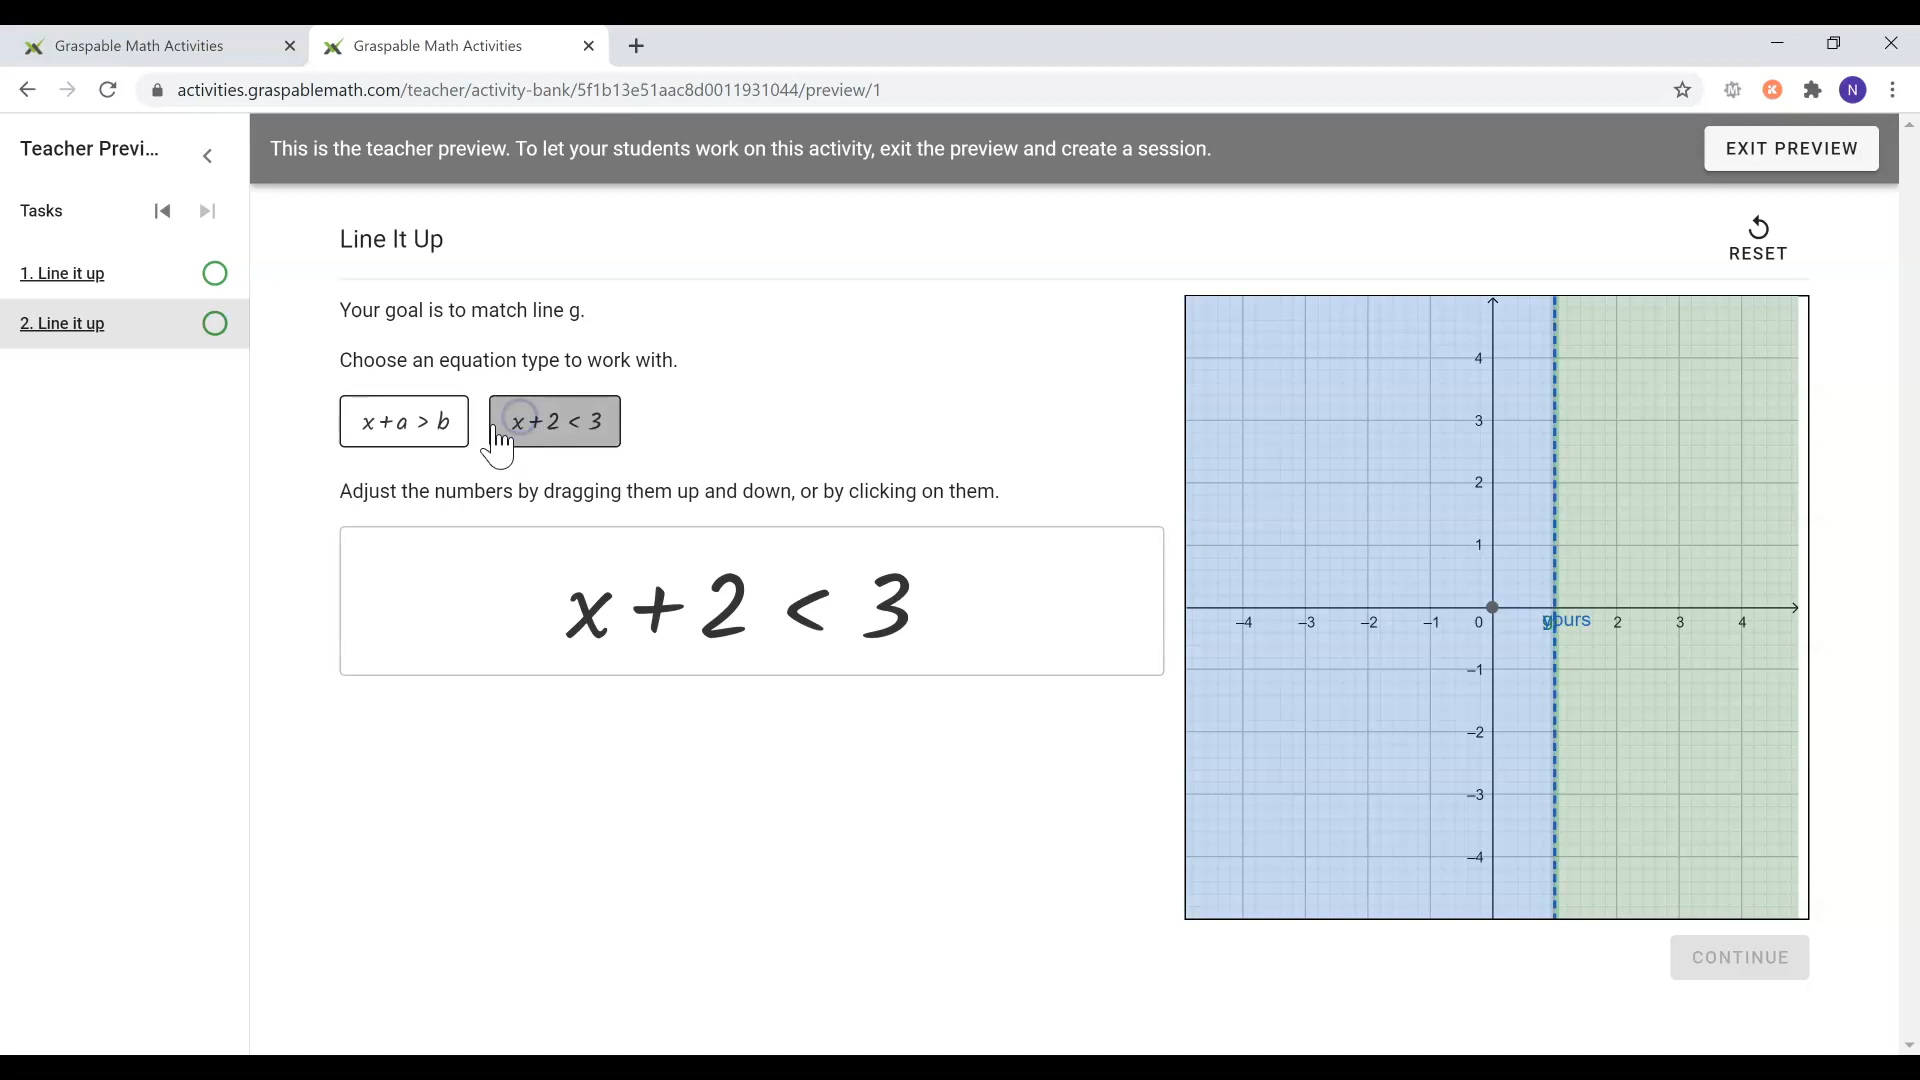 Graspable Math Activities
Graspable Math Activities
activities.graspablemath.com/teacher/activity-bank/5f1b13e51aac8d0011931044/preview/1
N
Teacher Previ...
This is the teacher preview. To let your students work on this activity, exit the preview and create a session.
EXIT PREVIEW
Tasks
1. Line it up
2. Line it up
Line It Up
RESET
Your goal is to match line g.
Choose an equation type to work with.
x + a > b
x + 2 < 3
Adjust the numbers by dragging them up and down, or by clicking on them.
x + 2 < 3
4
3
2
1
–4 –3 –2 –1 0 yours 2 3 4
–1
–2
–3
–4
CONTINUE